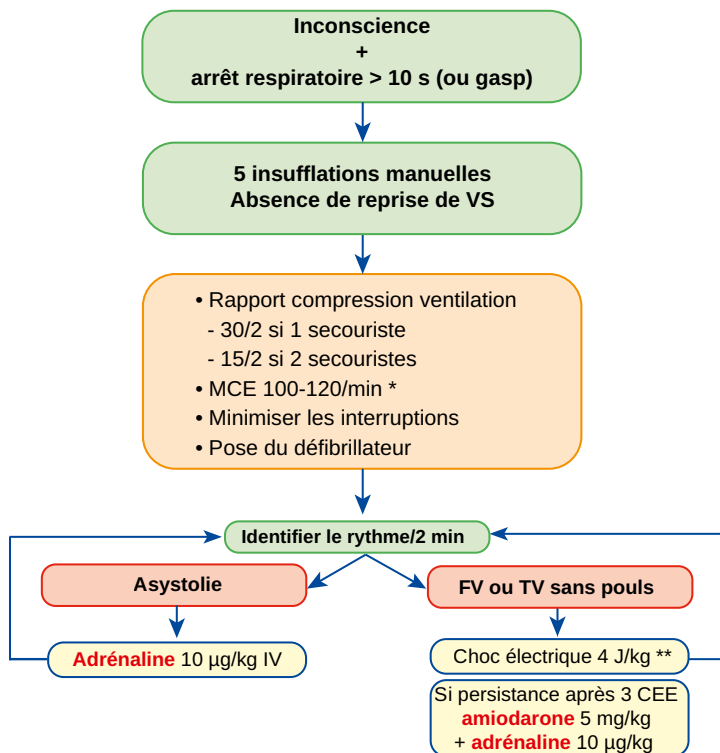 Inconscience
+
arrêt respiratoire > 10 s (ou gasp)
5 insufflations manuelles
Absence de reprise de VS
• Rapport compression ventilation
- 30/2 si 1 secouriste
- 15/2 si 2 secouristes
• MCE 100-120/min *
• Minimiser les interruptions
• Pose du défibrillateur
Identifier le rythme/2 min
Asystolie
FV ou TV sans pouls
Adrénaline 10 µg/kg IV
Choc électrique 4 J/kg **
Si persistance après 3 CEE
amiodarone 5 mg/kg
+ adrénaline 10 µg/kg